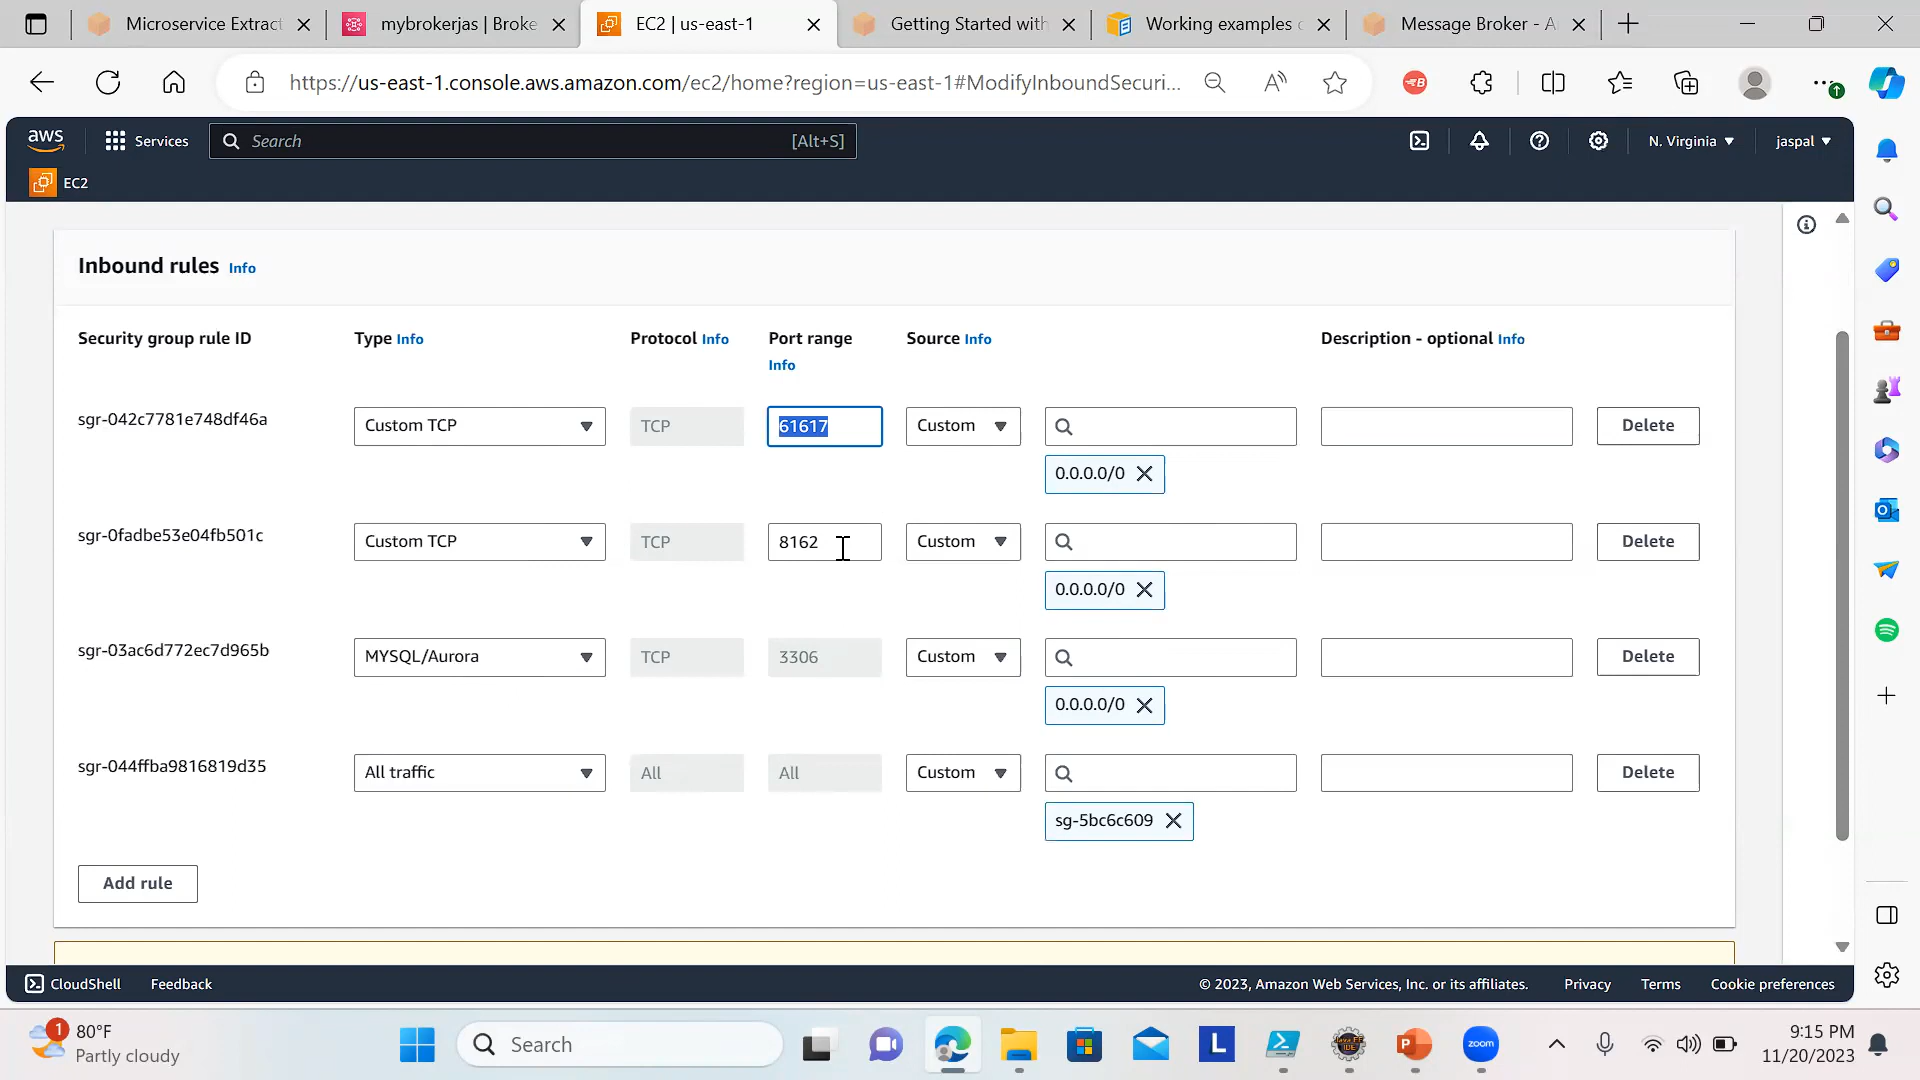 Microservice Extract
mybrokerjas | Broke
EC2 | us-east-1
Getting Started with
Working examples o
Message Broker - A
https://us-east-1.console.aws.amazon.com/ec2/home?region=us-east-1#ModifyInboundSecuri...
aws
Services
Search
[Alt+S]
N. Virginia
jaspal
EC2
Inbound rules Info
Security group rule ID
Type Info
Protocol Info
Port range
Info
Source Info
Description - optional Info
sgr-042c7781e748df46a
Custom TCP
TCP
61617
Custom
Delete
0.0.0.0/0
sgr-0fadbe53e04fb501c
Custom TCP
TCP
8162
Custom
Delete
0.0.0.0/0
sgr-03ac6d772ec7d965b
MYSQL/Aurora
TCP
3306
Custom
Delete
0.0.0.0/0
sgr-044ffba9816819d35
All traffic
All
All
Custom
Delete
sg-5bc6c609
Add rule
CloudShell
Feedback
© 2023, Amazon Web Services, Inc. or its affiliates.
Privacy
Terms
Cookie preferences
1
80°F
Partly cloudy
Search
L
zoom
9:15 PM
11/20/2023